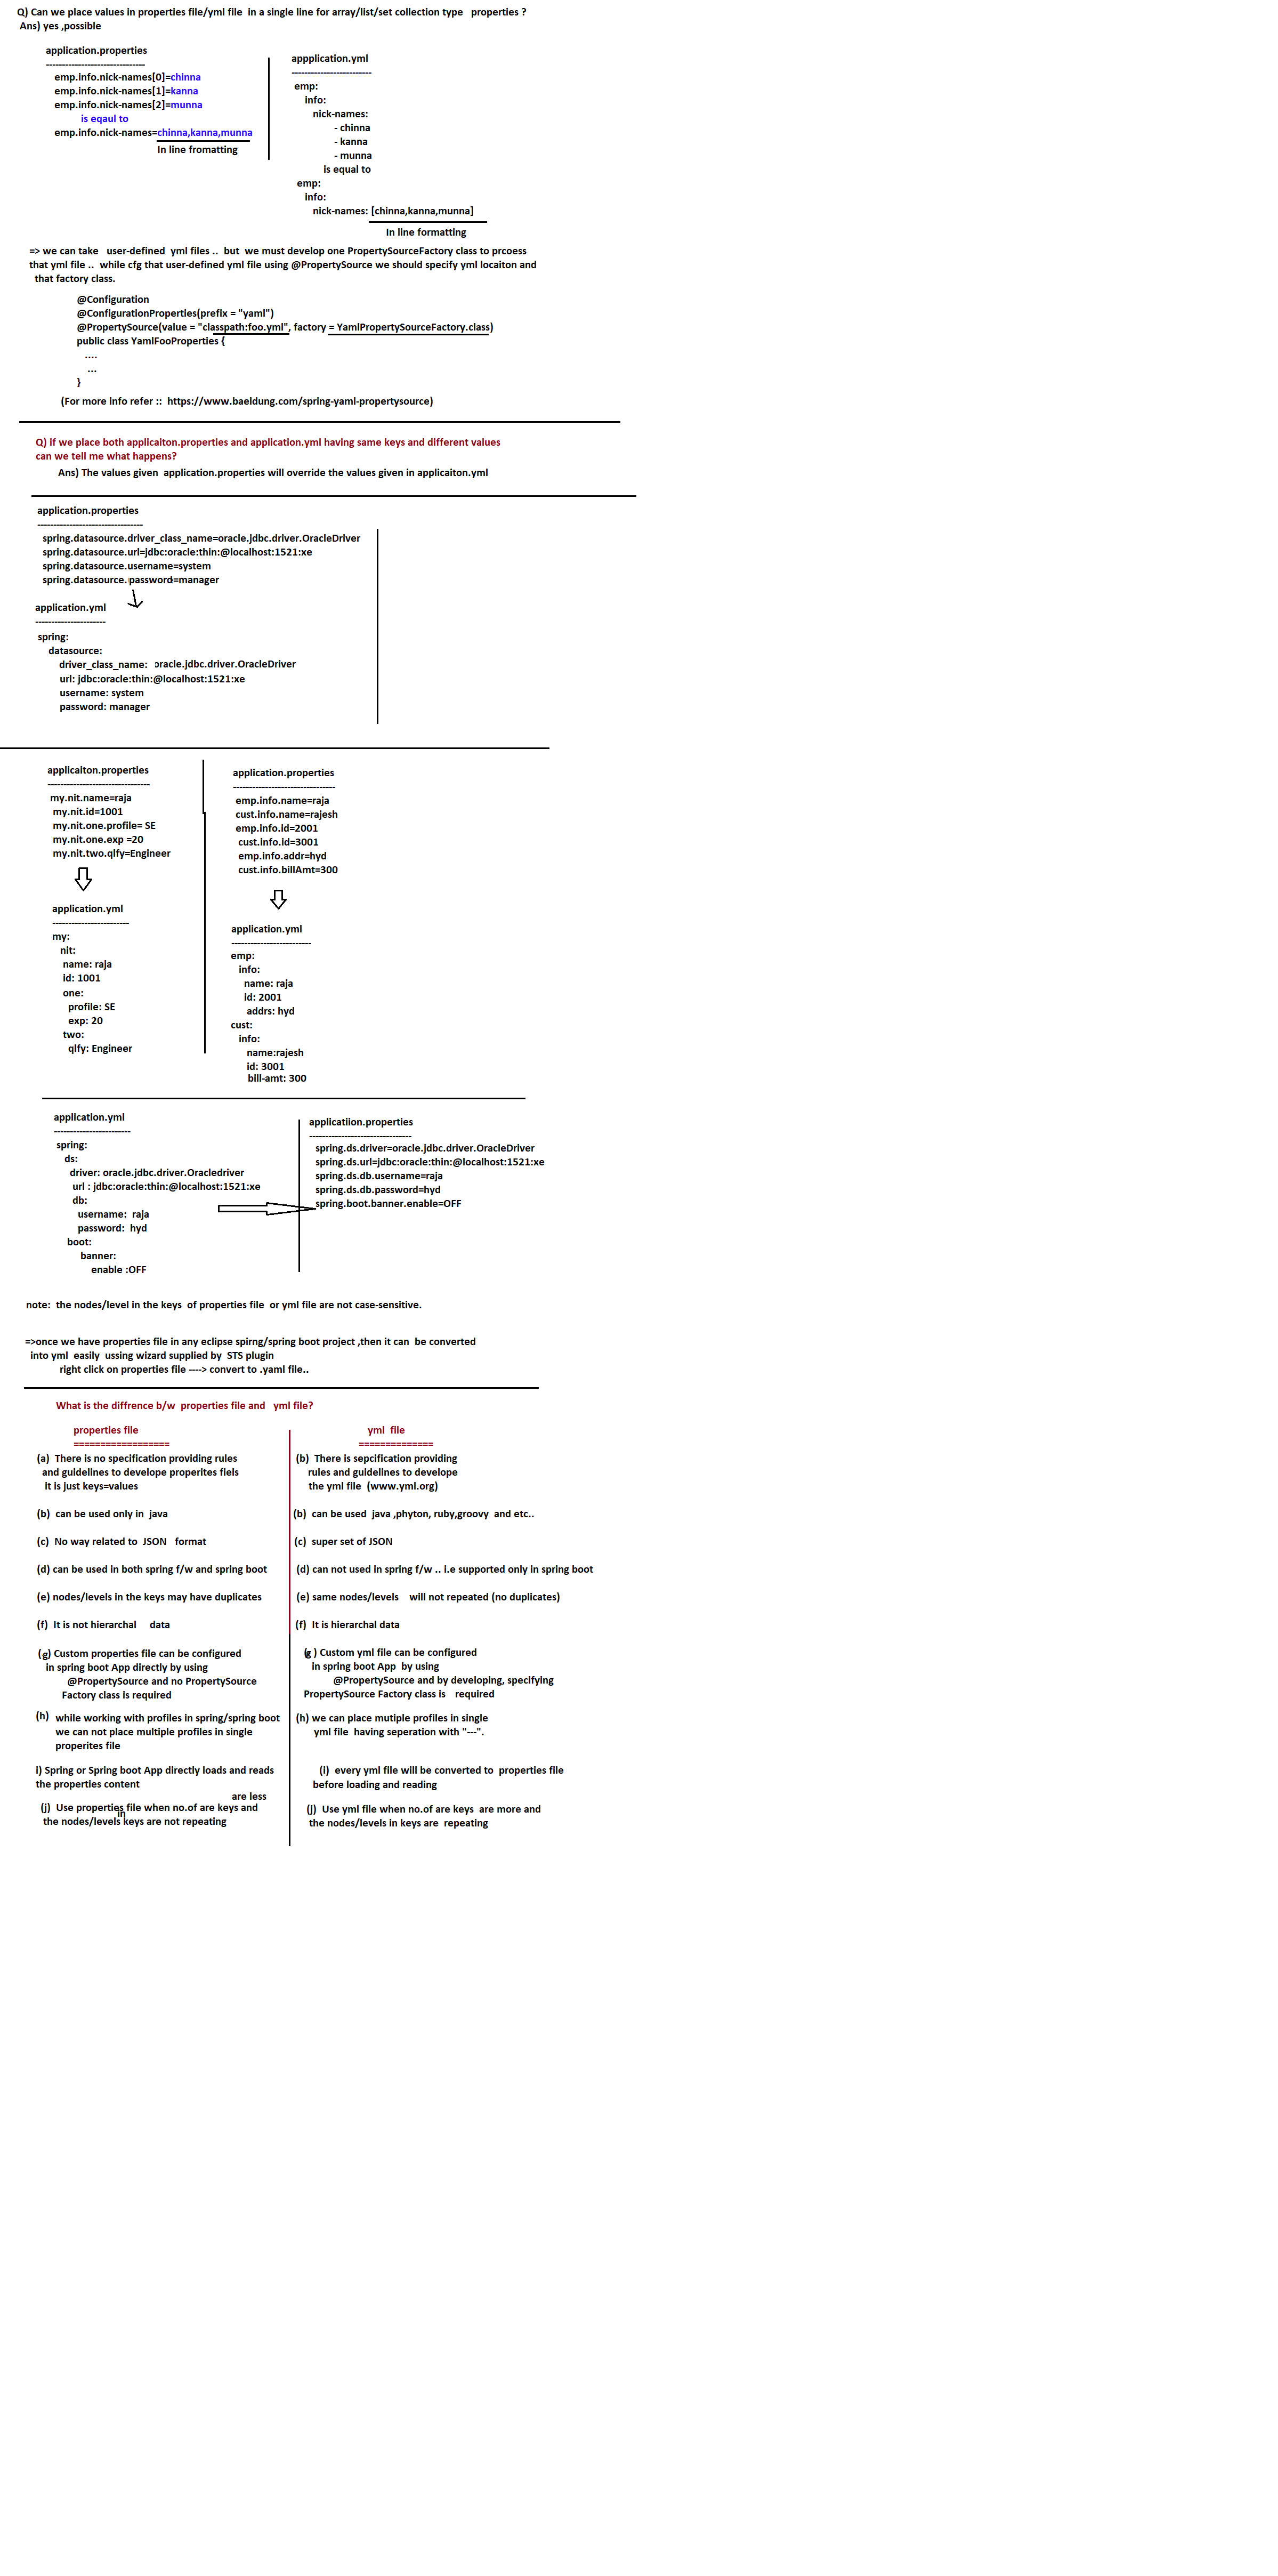 Q) Can we place values in properties file/yml file  in a single line for array/list/set collection type   properties ?
Ans) yes ,possible
application.properties
-------------------------------
emp.info.nick-names[0]=chinna
emp.info.nick-names[1]=kanna
emp.info.nick-names[2]=munna
is eqaul to
emp.info.nick-names=chinna,kanna,munna
In line fromatting
appplication.yml
-------------------------
emp:
info:
nick-names:
- chinna
- kanna
- munna
is equal to
emp:
info:
nick-names: [chinna,kanna,munna]
In line formatting
=> we can take   user-defined  yml files ..  but  we must develop one PropertySourceFactory class to prcoess
that yml file ..  while cfg that user-defined yml file using @PropertySource we should specify yml locaiton and
that factory class.
@Configuration
@ConfigurationProperties(prefix = "yaml")
@PropertySource(value = "classpath:foo.yml", factory = YamlPropertySourceFactory.class)
public class YamlFooProperties {
....
...
}
(For more info refer ::  https://www.baeldung.com/spring-yaml-propertysource)
Q) if we place both applicaiton.properties and application.yml having same keys and different values
can we tell me what happens?
Ans) The values given  application.properties will override the values given in applicaiton.yml
application.properties
---------------------------------
spring.datasource.driver_class_name=oracle.jdbc.driver.OracleDriver
spring.datasource.url=jdbc:oracle:thin:@localhost:1521:xe
spring.datasource.username=system
spring.datasource.password=manager
application.yml
----------------------
spring:
datasource:
driver_class_name:  oracle.jdbc.driver.OracleDriver
url: jdbc:oracle:thin:@localhost:1521:xe
username: system
password: manager
applicaiton.properties
--------------------------------
my.nit.name=raja
my.nit.id=1001
my.nit.one.profile= SE
my.nit.one.exp =20
my.nit.two.qlfy=Engineer
application.yml
------------------------
my:
nit:
name: raja
id: 1001
one:
profile: SE
exp: 20
two:
qlfy: Engineer
application.properties
--------------------------------
emp.info.name=raja
cust.info.name=rajesh
emp.info.id=2001
cust.info.id=3001
emp.info.addr=hyd
cust.info.billAmt=300
application.yml
-------------------------
emp:
info:
name: raja
id: 2001
addrs: hyd
cust:
info:
name:rajesh
id: 3001
bill-amt: 300
application.yml
------------------------
spring:
ds:
driver: oracle.jdbc.driver.Oracledriver
url : jdbc:oracle:thin:@localhost:1521:xe
db:
username:  raja
password:  hyd
boot:
banner:
enable :OFF
applicatiion.properties
--------------------------------
spring.ds.driver=oracle.jdbc.driver.OracleDriver
spring.ds.url=jdbc:oracle:thin:@localhost:1521:xe
spring.ds.db.username=raja
spring.ds.db.password=hyd
spring.boot.banner.enable=OFF
note:  the nodes/level in the keys  of properties file  or yml file are not case-sensitive.
=>once we have properties file in any eclipse spirng/spring boot project ,then it can  be converted
into yml  easily  ussing wizard supplied by  STS plugin
right click on properties file ----> convert to .yaml file..
What is the diffrence b/w  properties file and   yml file?
properties file
==================
(a)  There is no specification providing rules
and guidelines to develope properites fiels
it is just keys=values
(b)  can be used only in  java
(c)  No way related to  JSON   format
(d) can be used in both spring f/w and spring boot
(e) nodes/levels in the keys may have duplicates
(f)  It is not hierarchal     data
(g) Custom properties file can be configured
in spring boot App directly by using
@PropertySource and no PropertySource
Factory class is required
(h)  while working with profiles in spring/spring boot
we can not place multiple profiles in single
properites file
i) Spring or Spring boot App directly loads and reads
the properties content
are less
(j)  Use properties file when no.of are keys and
in
the nodes/levels keys are not repeating
yml  file
==============
(b)  There is sepcification providing
rules and guidelines to develope
the yml file  (www.yml.org)
(b)  can be used  java ,phyton, ruby,groovy  and etc..
(c)  super set of JSON
(d) can not used in spring f/w .. i.e supported only in spring boot
(e) same nodes/levels    will not repeated (no duplicates)
(f)  It is hierarchal data
(g ) Custom yml file can be configured
in spring boot App  by using
@PropertySource and by developing, specifying
PropertySource Factory class is   required
(h) we can place mutiple profiles in single
yml file  having seperation with "---".
(i)  every yml file will be converted to  properties file
before loading and reading
(j)  Use yml file when no.of are keys  are more and
the nodes/levels in keys are  repeating